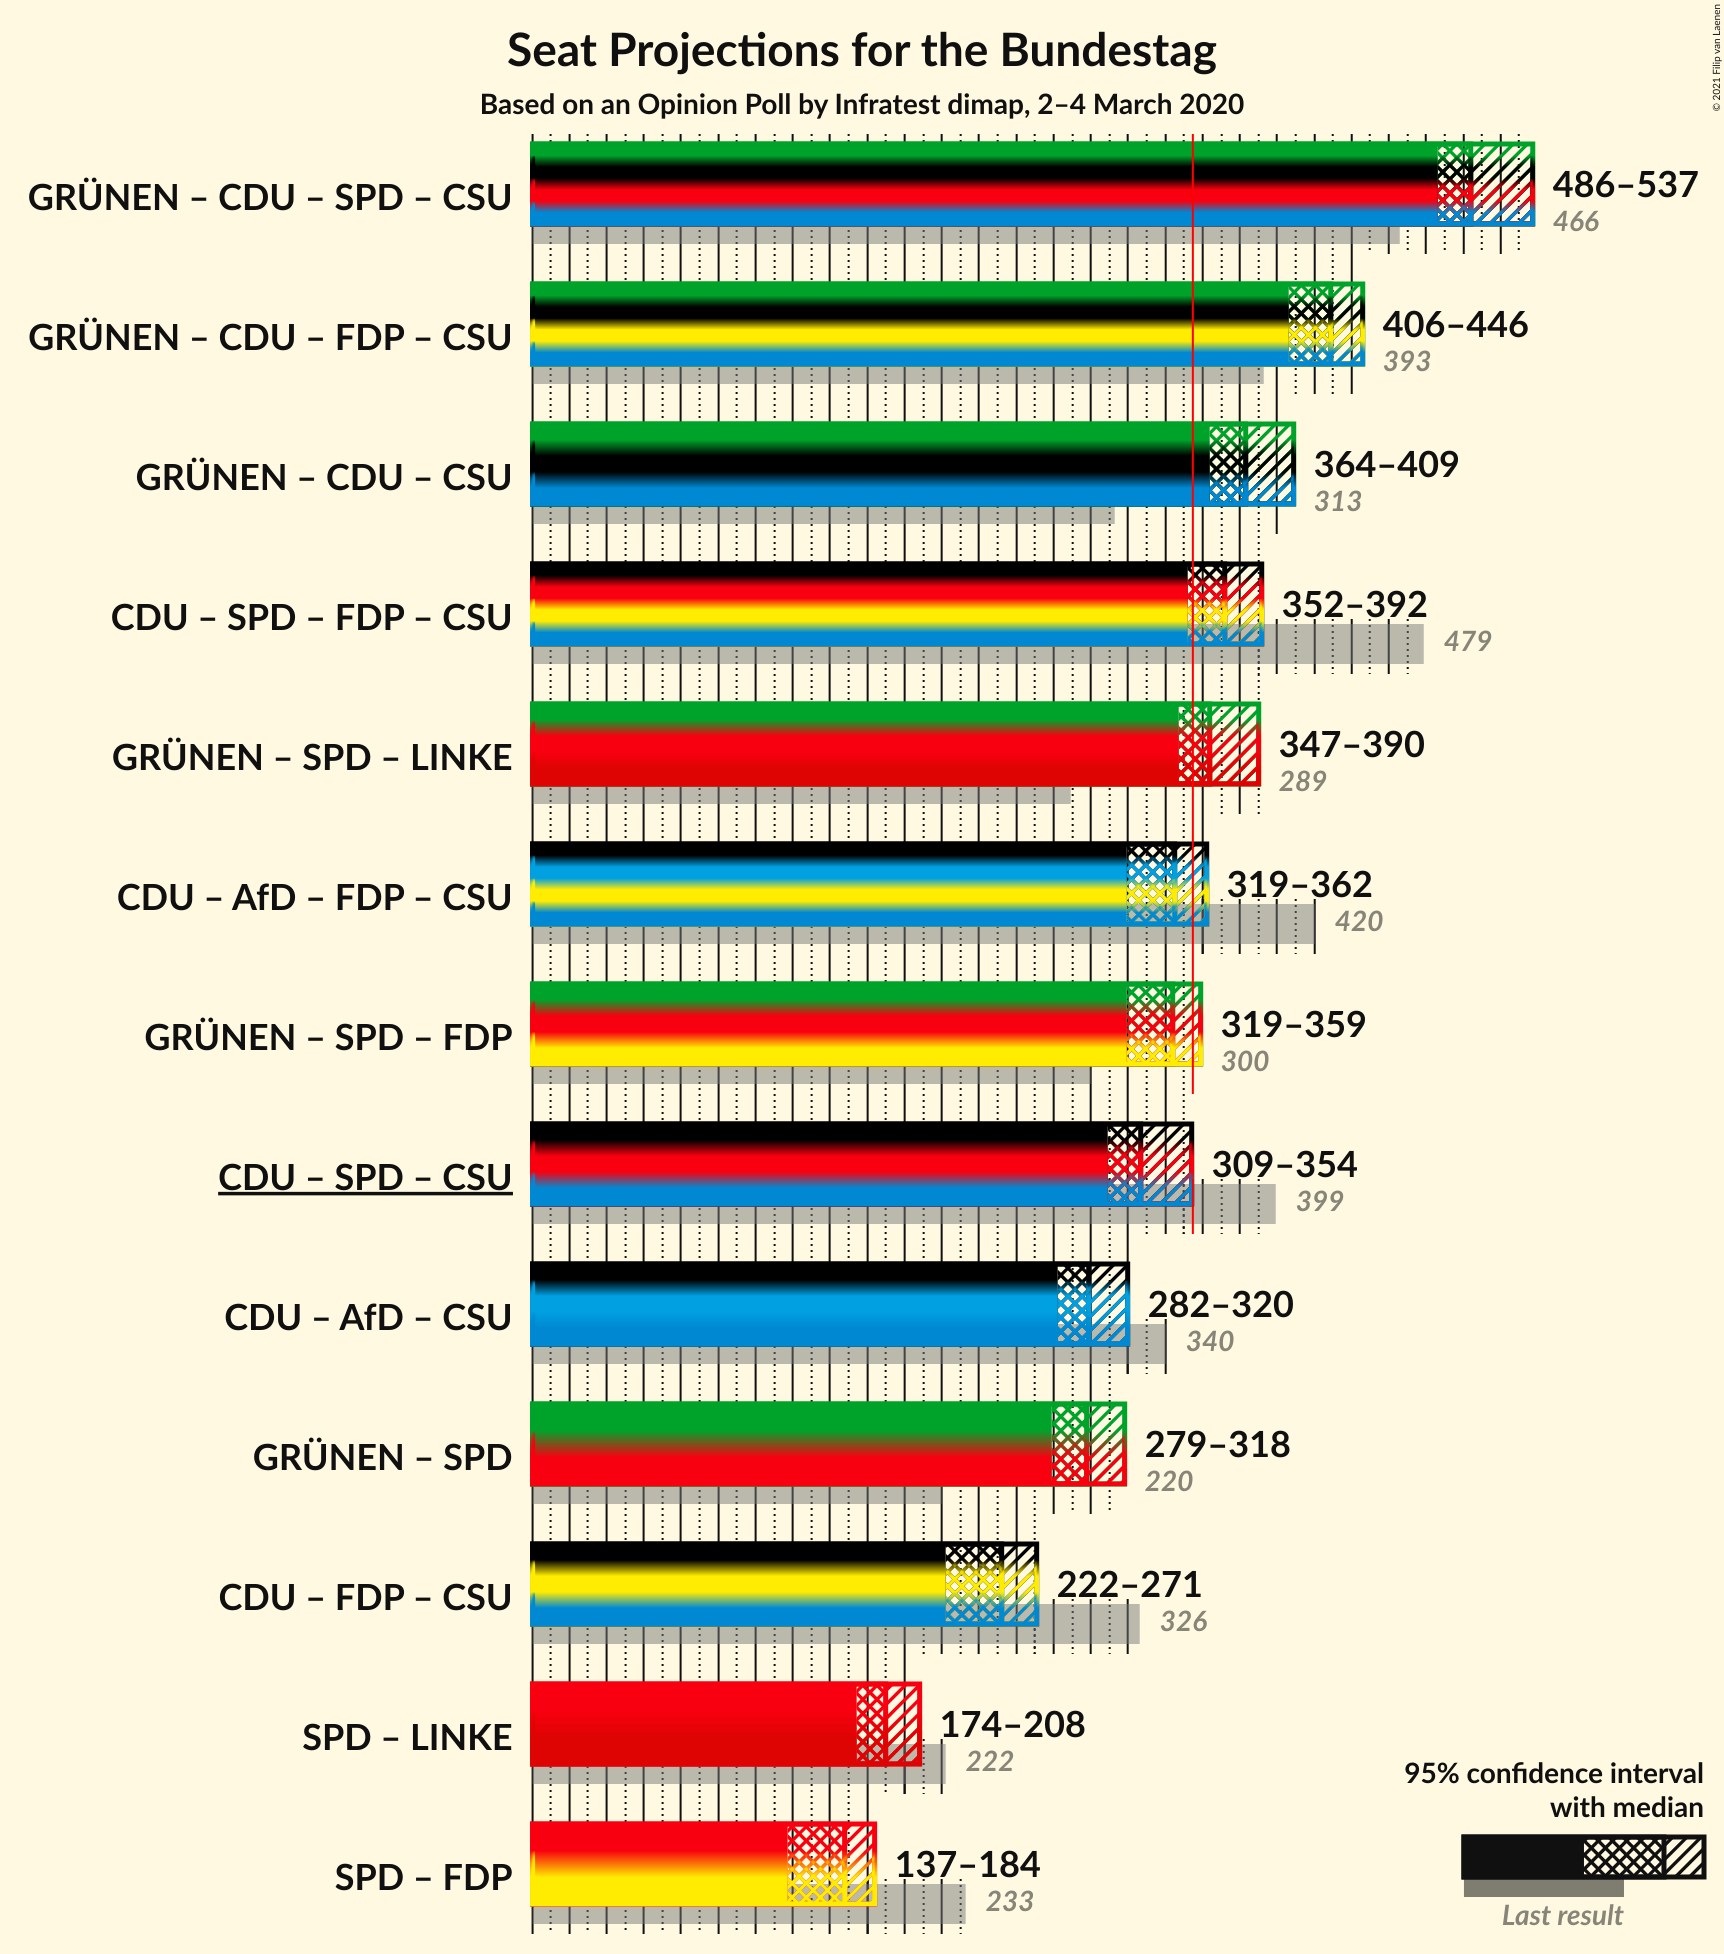 Seat Projections for the Bundestag
Based on an Opinion Poll by Infratest dimap, 2–4 March 2020
© 2021 Filip van Laenen
GRÜNEN – CDU – SPD – CSU
486–537
466
GRÜNEN – CDU – FDP – CSU
406–446
393
GRÜNEN – CDU – CSU
364–409
313
CDU – SPD – FDP – CSU
352–392
479
GRÜNEN – SPD – LINKE
347–390
289
CDU – AfD – FDP – CSU
319–362
420
GRÜNEN – SPD – FDP
319–359
300
CDU – SPD – CSU
309–354
399
CDU – AfD – CSU
282–320
340
GRÜNEN – SPD
279–318
220
CDU – FDP – CSU
222–271
326
SPD – LINKE
174–208
222
SPD – FDP
137–184
233
95% confidence interval
with median
Last result